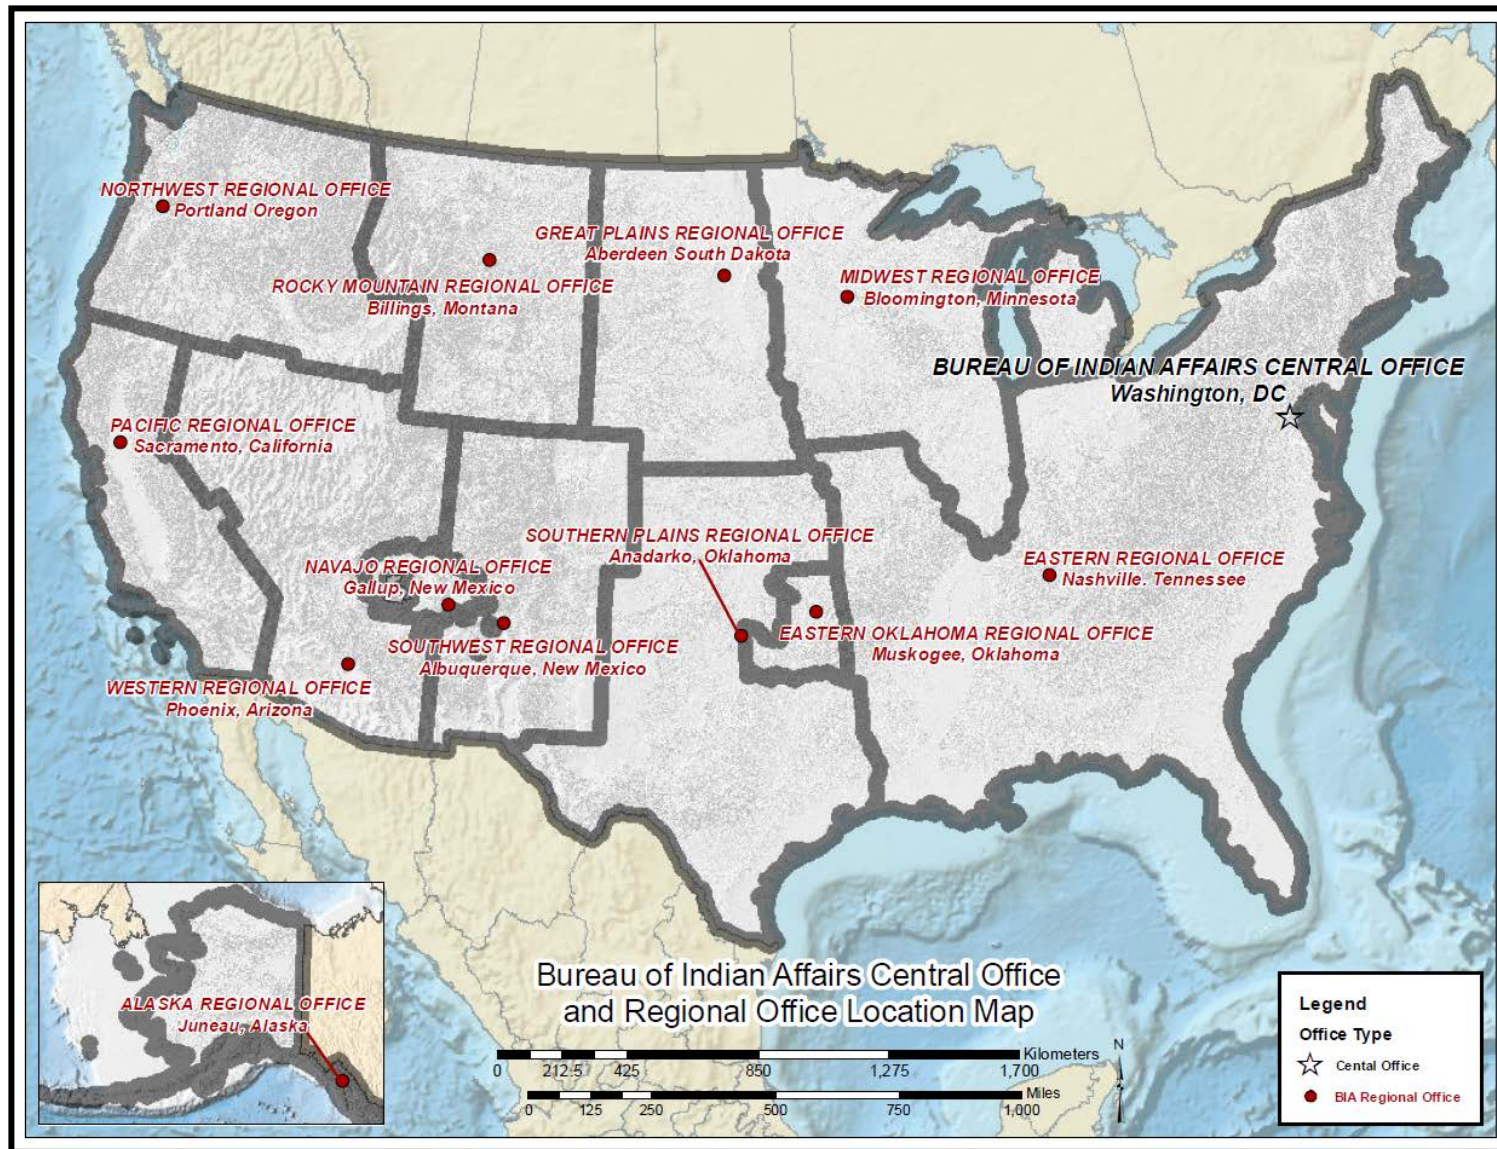 NORTHWEST REGIONAL OFFICE
Portland Oregon
GREAT PLAINS REGIONAL OFFICE
Aberdeen South Dakota
ROCKY MOUNTAIN REGIONAL OFFICE
Billings, Montana
MIDWEST REGIONAL OFFICE
Bloomington, Minnesota
BUREAU OF INDIAN AFFAIRS CENTRAL OFFICE
Washington, DC
PACIFIC REGIONAL OFFICE
Sacramento, California
SOUTHERN PLAINS REGIONAL OFFICE
Anadarko, Oklahoma
NAVAJO REGIONAL OFFICE
Gallup, New Mexico
EASTERN REGIONAL OFFICE
Nashville. Tennessee
SOUTHWEST REGIONAL OFFICE
Albuquerque, New Mexico
EASTERN OKLAHOMA REGIONAL OFFICE
Muskogee, Oklahoma
WESTERN REGIONAL OFFICE
Phoenix, Arizona
ALASKA REGIONAL OFFICE
Juneau, Alaska
Bureau of Indian Affairs Central Office
and Regional Office Location Map
Kilometers
0 212.5 425 850 1,275 1,700
Miles
0 125 250 500 750 1,000
N
Legend
Office Type
Cental Office
BIA Regional Office